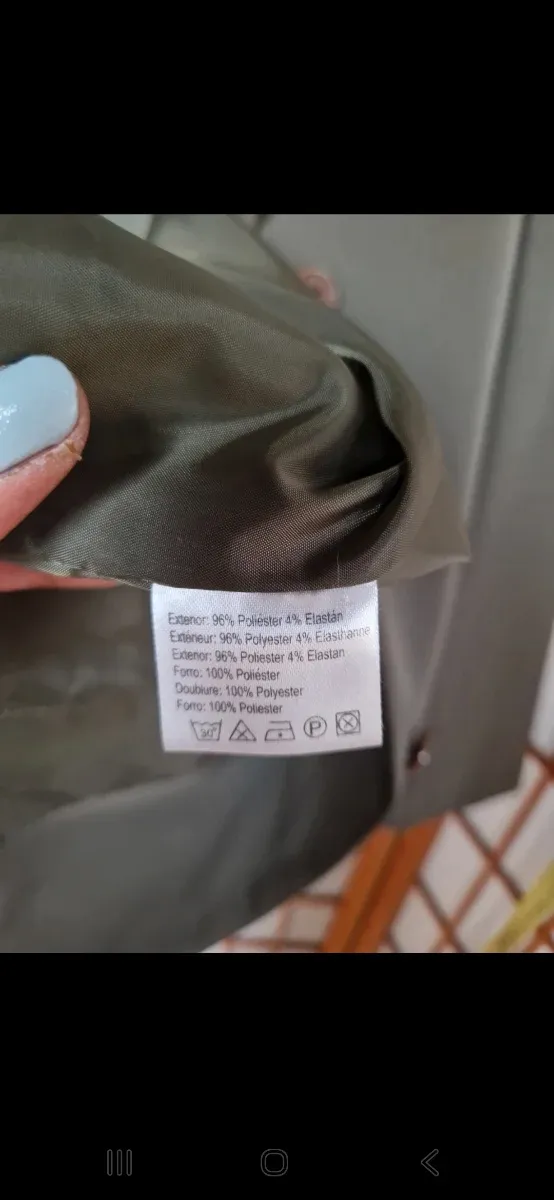 Exterior: 96% Poliéster 4% Elastán
Extérieur: 96% Polyester 4% Elasthanne
Exterior: 96% Poliester 4% Elastan
Forro: 100% Poliéster
Doublure: 100% Polyester
Forro: 100% Poliester
30°
P